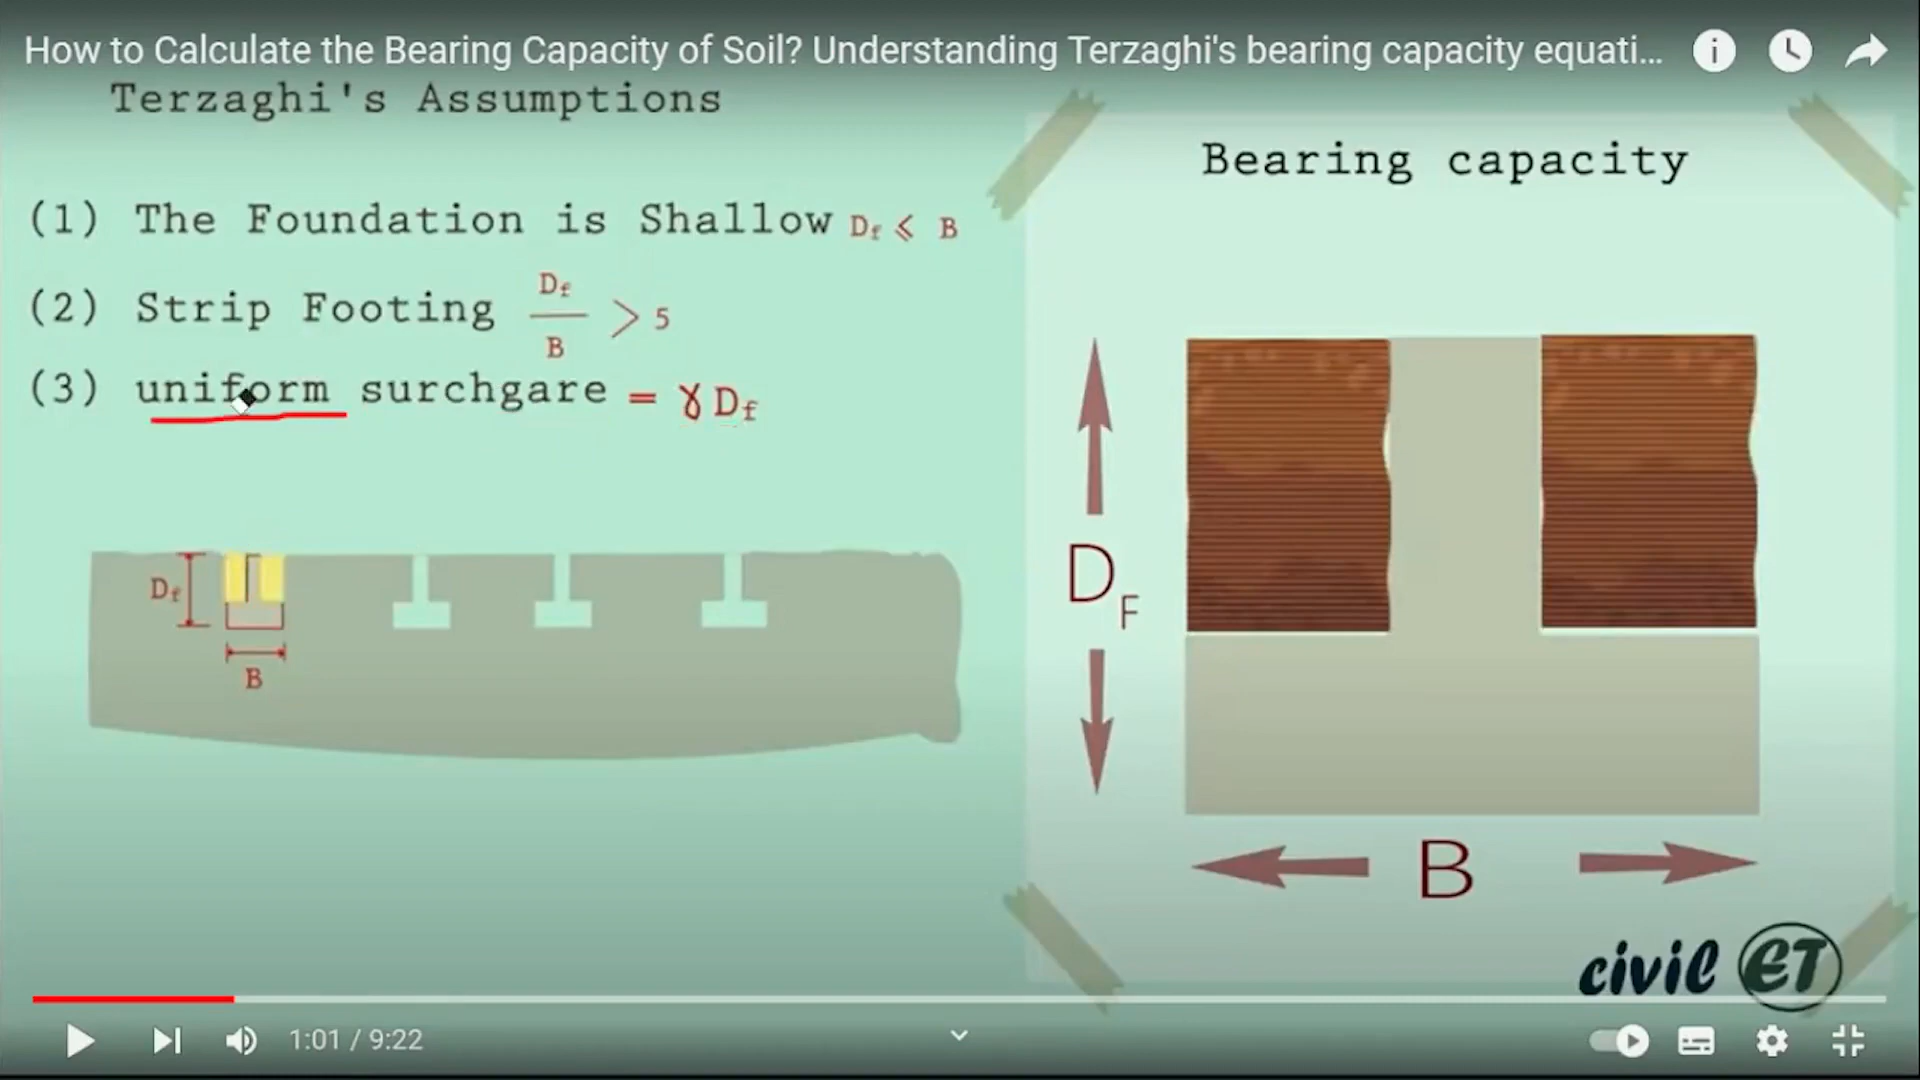 How to Calculate the Bearing Capacity of Soil? Understanding Terzaghi's bearing capacity equati...
Terzaghi's Assumptions
(1) The Foundation is Shallow Df ⩽ B
(2) Strip Footing Df / B > 5
(3) uniform surchgare = γ Df
Df
B
Bearing capacity
DF
B
civil ET
1:01 / 9:22